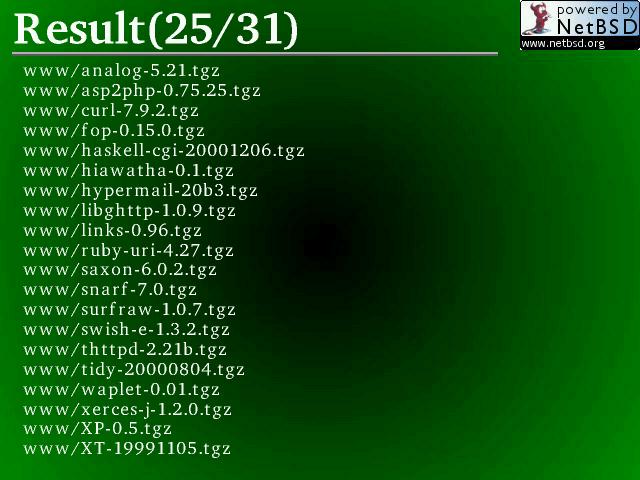 Result(25/31)
powered by
NetBSD
www.netbsd.org
www/analog-5.21.tgz
www/asp2php-0.75.25.tgz
www/curl-7.9.2.tgz
www/fop-0.15.0.tgz
www/haskell-cgi-20001206.tgz
www/hiawatha-0.1.tgz
www/hypermail-20b3.tgz
www/libghttp-1.0.9.tgz
www/links-0.96.tgz
www/ruby-uri-4.27.tgz
www/saxon-6.0.2.tgz
www/snarf-7.0.tgz
www/surfraw-1.0.7.tgz
www/swish-e-1.3.2.tgz
www/thttpd-2.21b.tgz
www/tidy-20000804.tgz
www/waplet-0.01.tgz
www/xerces-j-1.2.0.tgz
www/XP-0.5.tgz
www/XT-19991105.tgz